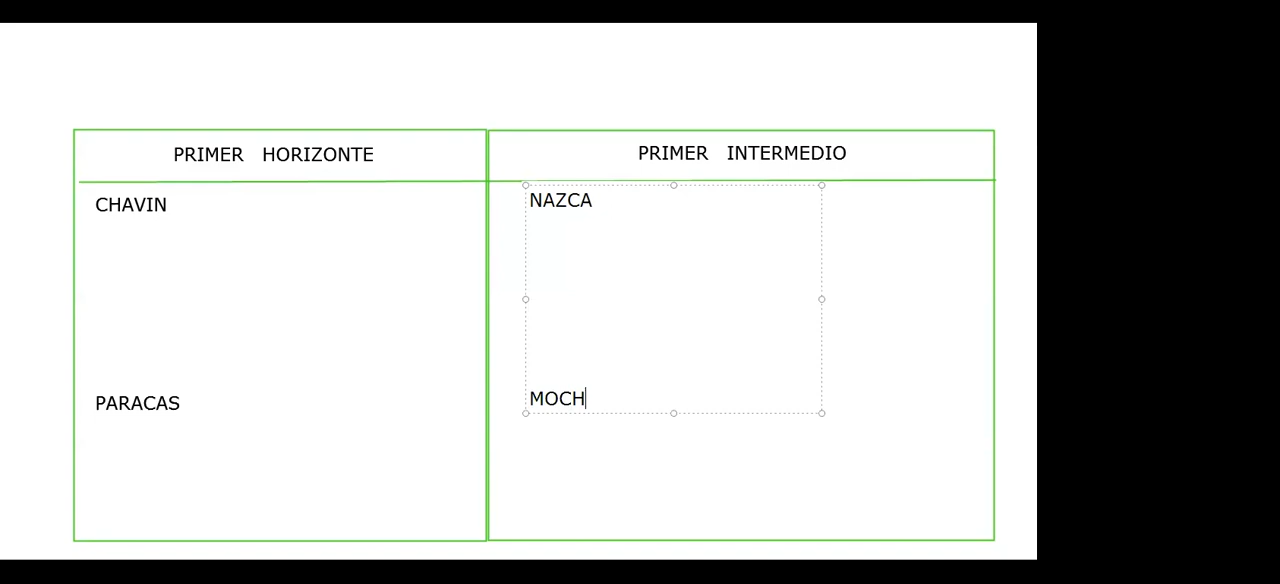 PRIMER HORIZONTE
PRIMER INTERMEDIO
CHAVIN
NAZCA
PARACAS
MOCH